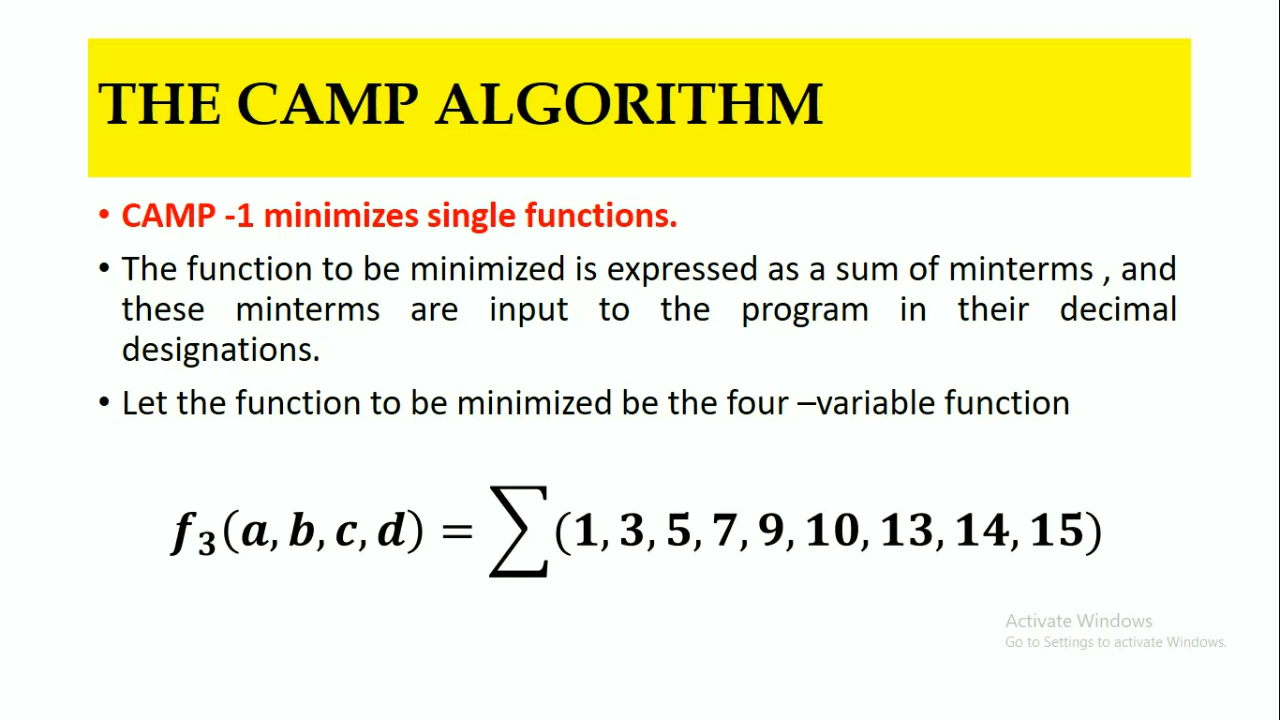 THE CAMP ALGORITHM
• CAMP -1 minimizes single functions.
• The function to be minimized is expressed as a sum of minterms , and
these minterms are input to the program in their decimal
designations.
• Let the function to be minimized be the four –variable function
f₃(a, b, c, d) = ∑(1, 3, 5, 7, 9, 10, 13, 14, 15)
Activate Windows
Go to Settings to activate Windows.